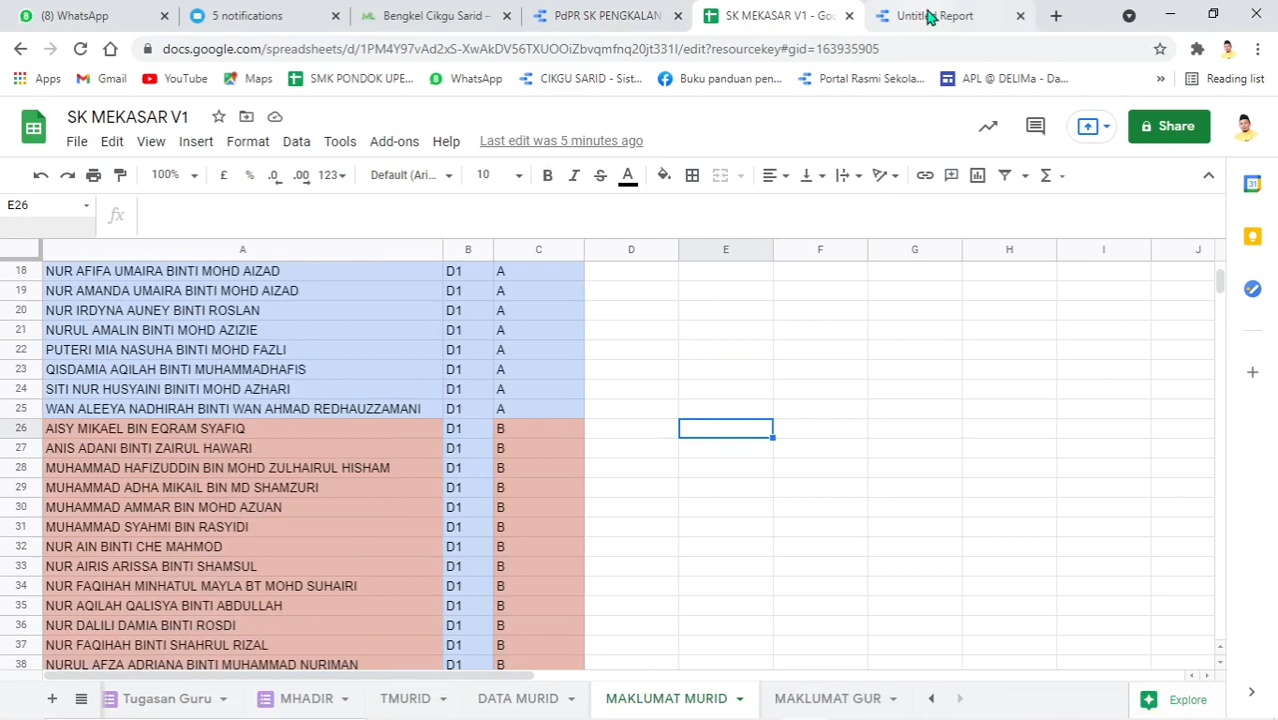 (8) WhatsApp
5 notifications
Bengkel Cikgu Sarid –
PdPR SK PENGKALAN
SK MEKASAR V1 - Goo
Untitled Report
docs.google.com/spreadsheets/d/1PM4Y97vAd2xS-XwAkDV56TXUOOiZbvqmfnq20jt331I/edit?resourcekey#gid=163935905
Apps
Gmail
YouTube
Maps
SMK PONDOK UPE...
WhatsApp
CIKGU SARID - Sist...
Buku panduan pen...
Portal Rasmi Sekola...
APL @ DELIMa - Da...
»
Reading list
SK MEKASAR V1
File Edit View Insert Format Data Tools Add-ons Help Last edit was 5 minutes ago
Share
100% £ % .0 .00 123 Default (Ari... 10 B I S A Σ
E26
fx
A B C D E F G H I J
18 NUR AFIFA UMAIRA BINTI MOHD AIZAD D1 A
19 NUR AMANDA UMAIRA BINTI MOHD AIZAD D1 A
20 NUR IRDYNA AUNEY BINTI ROSLAN D1 A
21 NURUL AMALIN BINTI MOHD AZIZIE D1 A
22 PUTERI MIA NASUHA BINTI MOHD FAZLI D1 A
23 QISDAMIA AQILAH BINTI MUHAMMADHAFIS D1 A
24 SITI NUR HUSYAINI BINITI MOHD AZHARI D1 A
25 WAN ALEEYA NADHIRAH BINTI WAN AHMAD REDHAUZZAMANI D1 A
26 AISY MIKAEL BIN EQRAM SYAFIQ D1 B
27 ANIS ADANI BINTI ZAIRUL HAWARI D1 B
28 MUHAMMAD HAFIZUDDIN BIN MOHD ZULHAIRUL HISHAM D1 B
29 MUHAMMAD ADHA MIKAIL BIN MD SHAMZURI D1 B
30 MUHAMMAD AMMAR BIN MOHD AZUAN D1 B
31 MUHAMMAD SYAHMI BIN RASYIDI D1 B
32 NUR AIN BINTI CHE MAHMOD D1 B
33 NUR AIRIS ARISSA BINTI SHAMSUL D1 B
34 NUR FAQIHAH MINHATUL MAYLA BT MOHD SUHAIRI D1 B
35 NUR AQILAH QALISYA BINTI ABDULLAH D1 B
36 NUR DALILI DAMIA BINTI ROSDI D1 B
37 NUR FAQIHAH BINTI SHAHRUL RIZAL D1 B
38 NURUL AFZA ADRIANA BINTI MUHAMMAD NURIMAN D1 B
Tugasan Guru MHADIR TMURID DATA MURID MAKLUMAT MURID MAKLUMAT GUR Explore